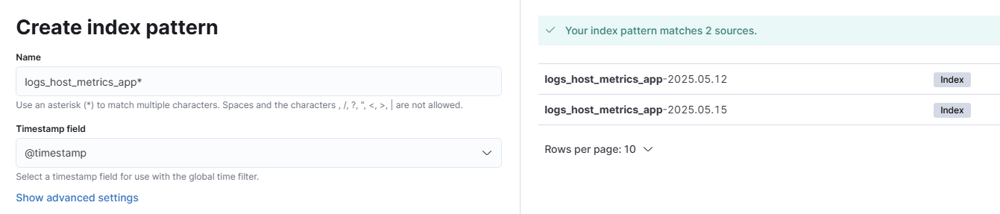 Create index pattern
Name
logs_host_metrics_app*
Use an asterisk (*) to match multiple characters. Spaces and the characters , /, ?, ", <, >, | are not allowed.
Timestamp field
@timestamp
Select a timestamp field for use with the global time filter.
Show advanced settings
Your index pattern matches 2 sources.
logs_host_metrics_app-2025.05.12 Index
logs_host_metrics_app-2025.05.15 Index
Rows per page: 10